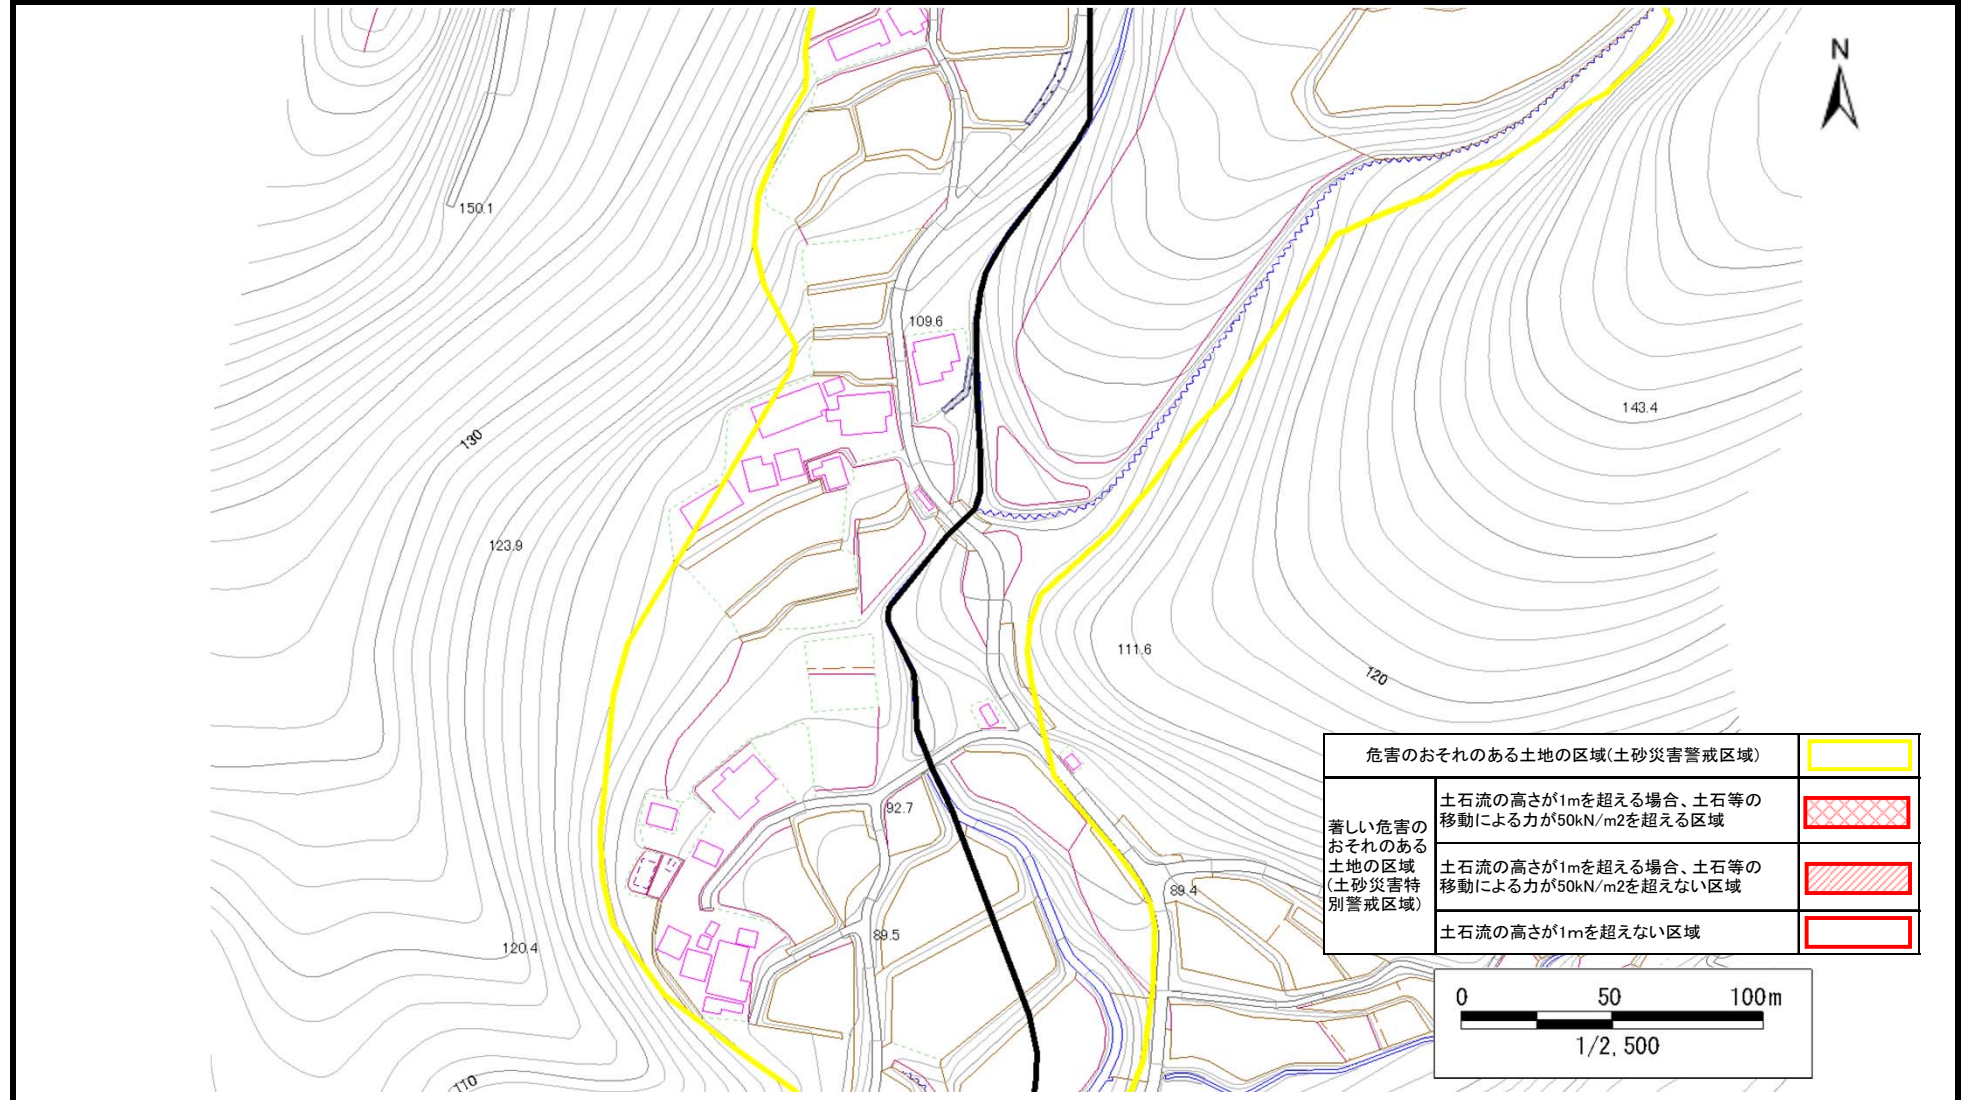 N
150.1
109.6
130
143.4
123.9
111.6
120
危害のおそれのある土地の区域(土砂災害警戒区域)
著しい危害の
おそれのある
土地の区域
(土砂災害特
別警戒区域)
土石流の高さが1mを超える場合、土石等の
移動による力が50kN/m2を超える区域
土石流の高さが1mを超える場合、土石等の
移動による力が50kN/m2を超えない区域
土石流の高さが1mを超えない区域
92.7
89.4
89.5
120.4
110
0 50 100m
1/2,500